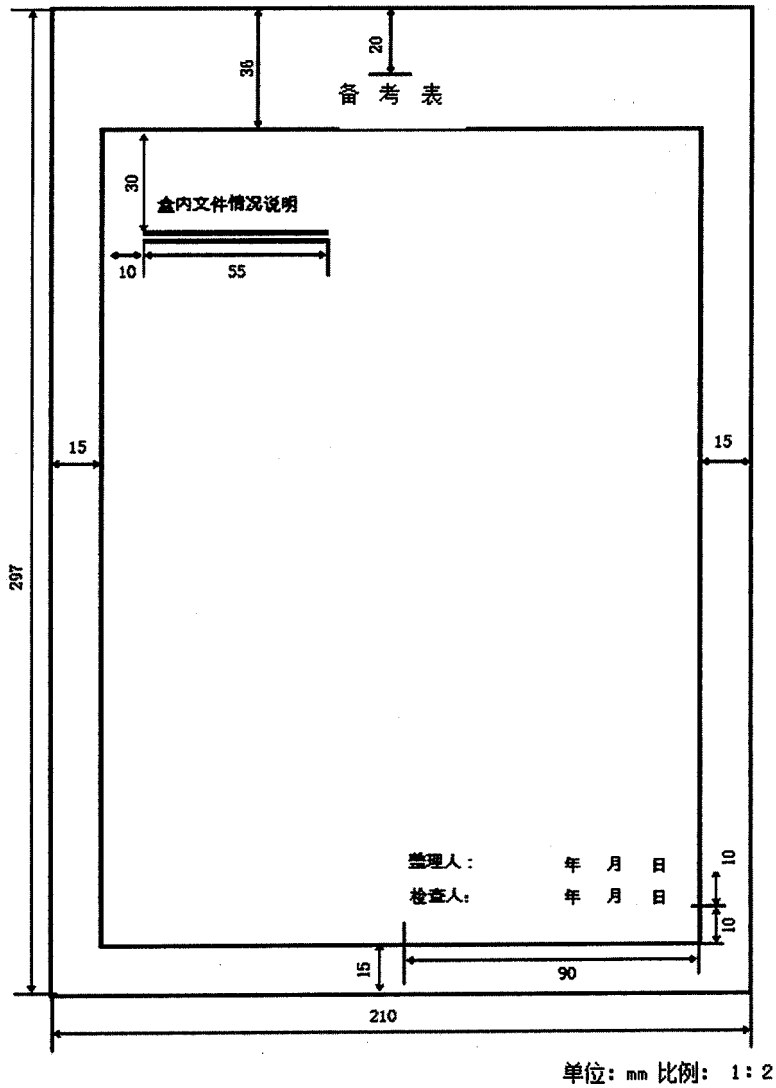 20
36
备 考 表
30
盒内文件情况说明
10
55
15
15
297
整理人： 年 月 日
10
检查人： 年 月 日
10
15
90
210
单位：mm 比例： 1：2